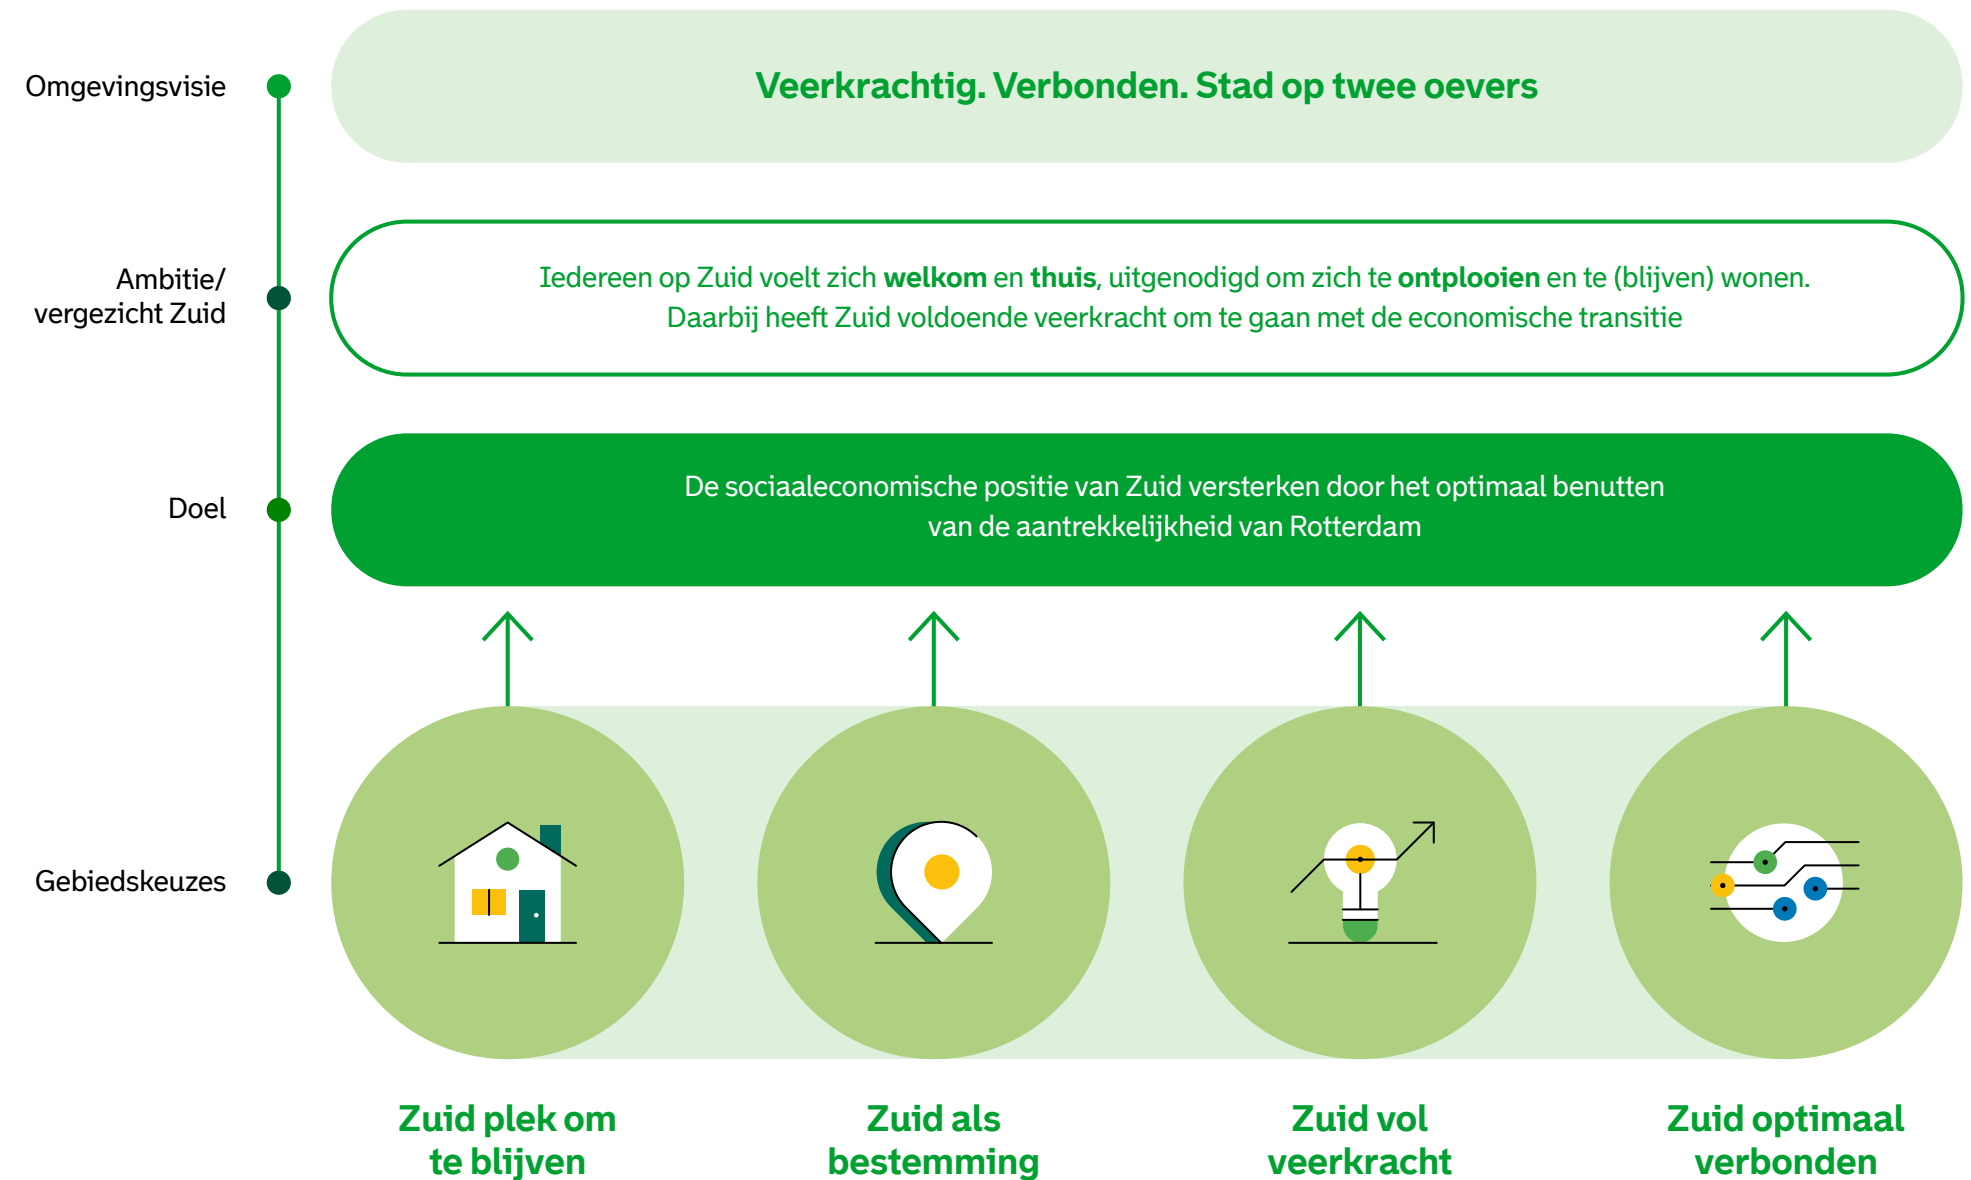 Omgevingsvisie
Veerkrachtig. Verbonden. Stad op twee oevers
Ambitie/
vergezicht Zuid
Iedereen op Zuid voelt zich welkom en thuis, uitgenodigd om zich te ontplooien en te (blijven) wonen.
Daarbij heeft Zuid voldoende veerkracht om te gaan met de economische transitie
Doel
De sociaaleconomische positie van Zuid versterken door het optimaal benutten
van de aantrekkelijkheid van Rotterdam
Gebiedskeuzes
Zuid plek om
te blijven
Zuid als
bestemming
Zuid vol
veerkracht
Zuid optimaal
verbonden